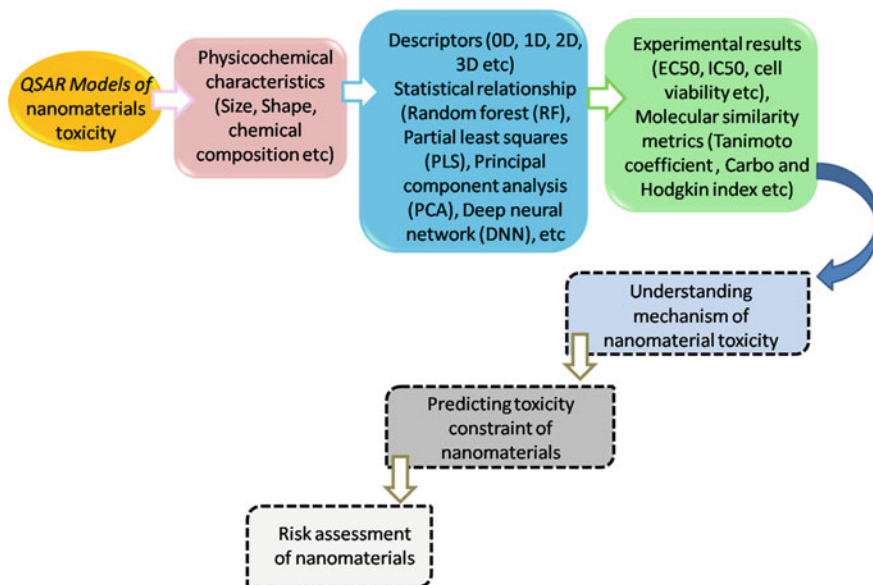 QSAR Models of
nanomaterials
toxicity
Physicochemical
characteristics
(Size, Shape,
chemical
composition etc)
Descriptors (0D, 1D, 2D,
3D etc)
Statistical relationship
(Random forest (RF),
Partial least squares
(PLS), Principal
component analysis
(PCA), Deep neural
network (DNN), etc
Experimental results
(EC50, IC50, cell
viability etc),
Molecular similarity
metrics (Tanimoto
coefficient , Carbo and
Hodgkin index etc)
Understanding
mechanism of
nanomaterial toxicity
Predicting toxicity
constraint of
nanomaterials
Risk assessment
of nanomaterials